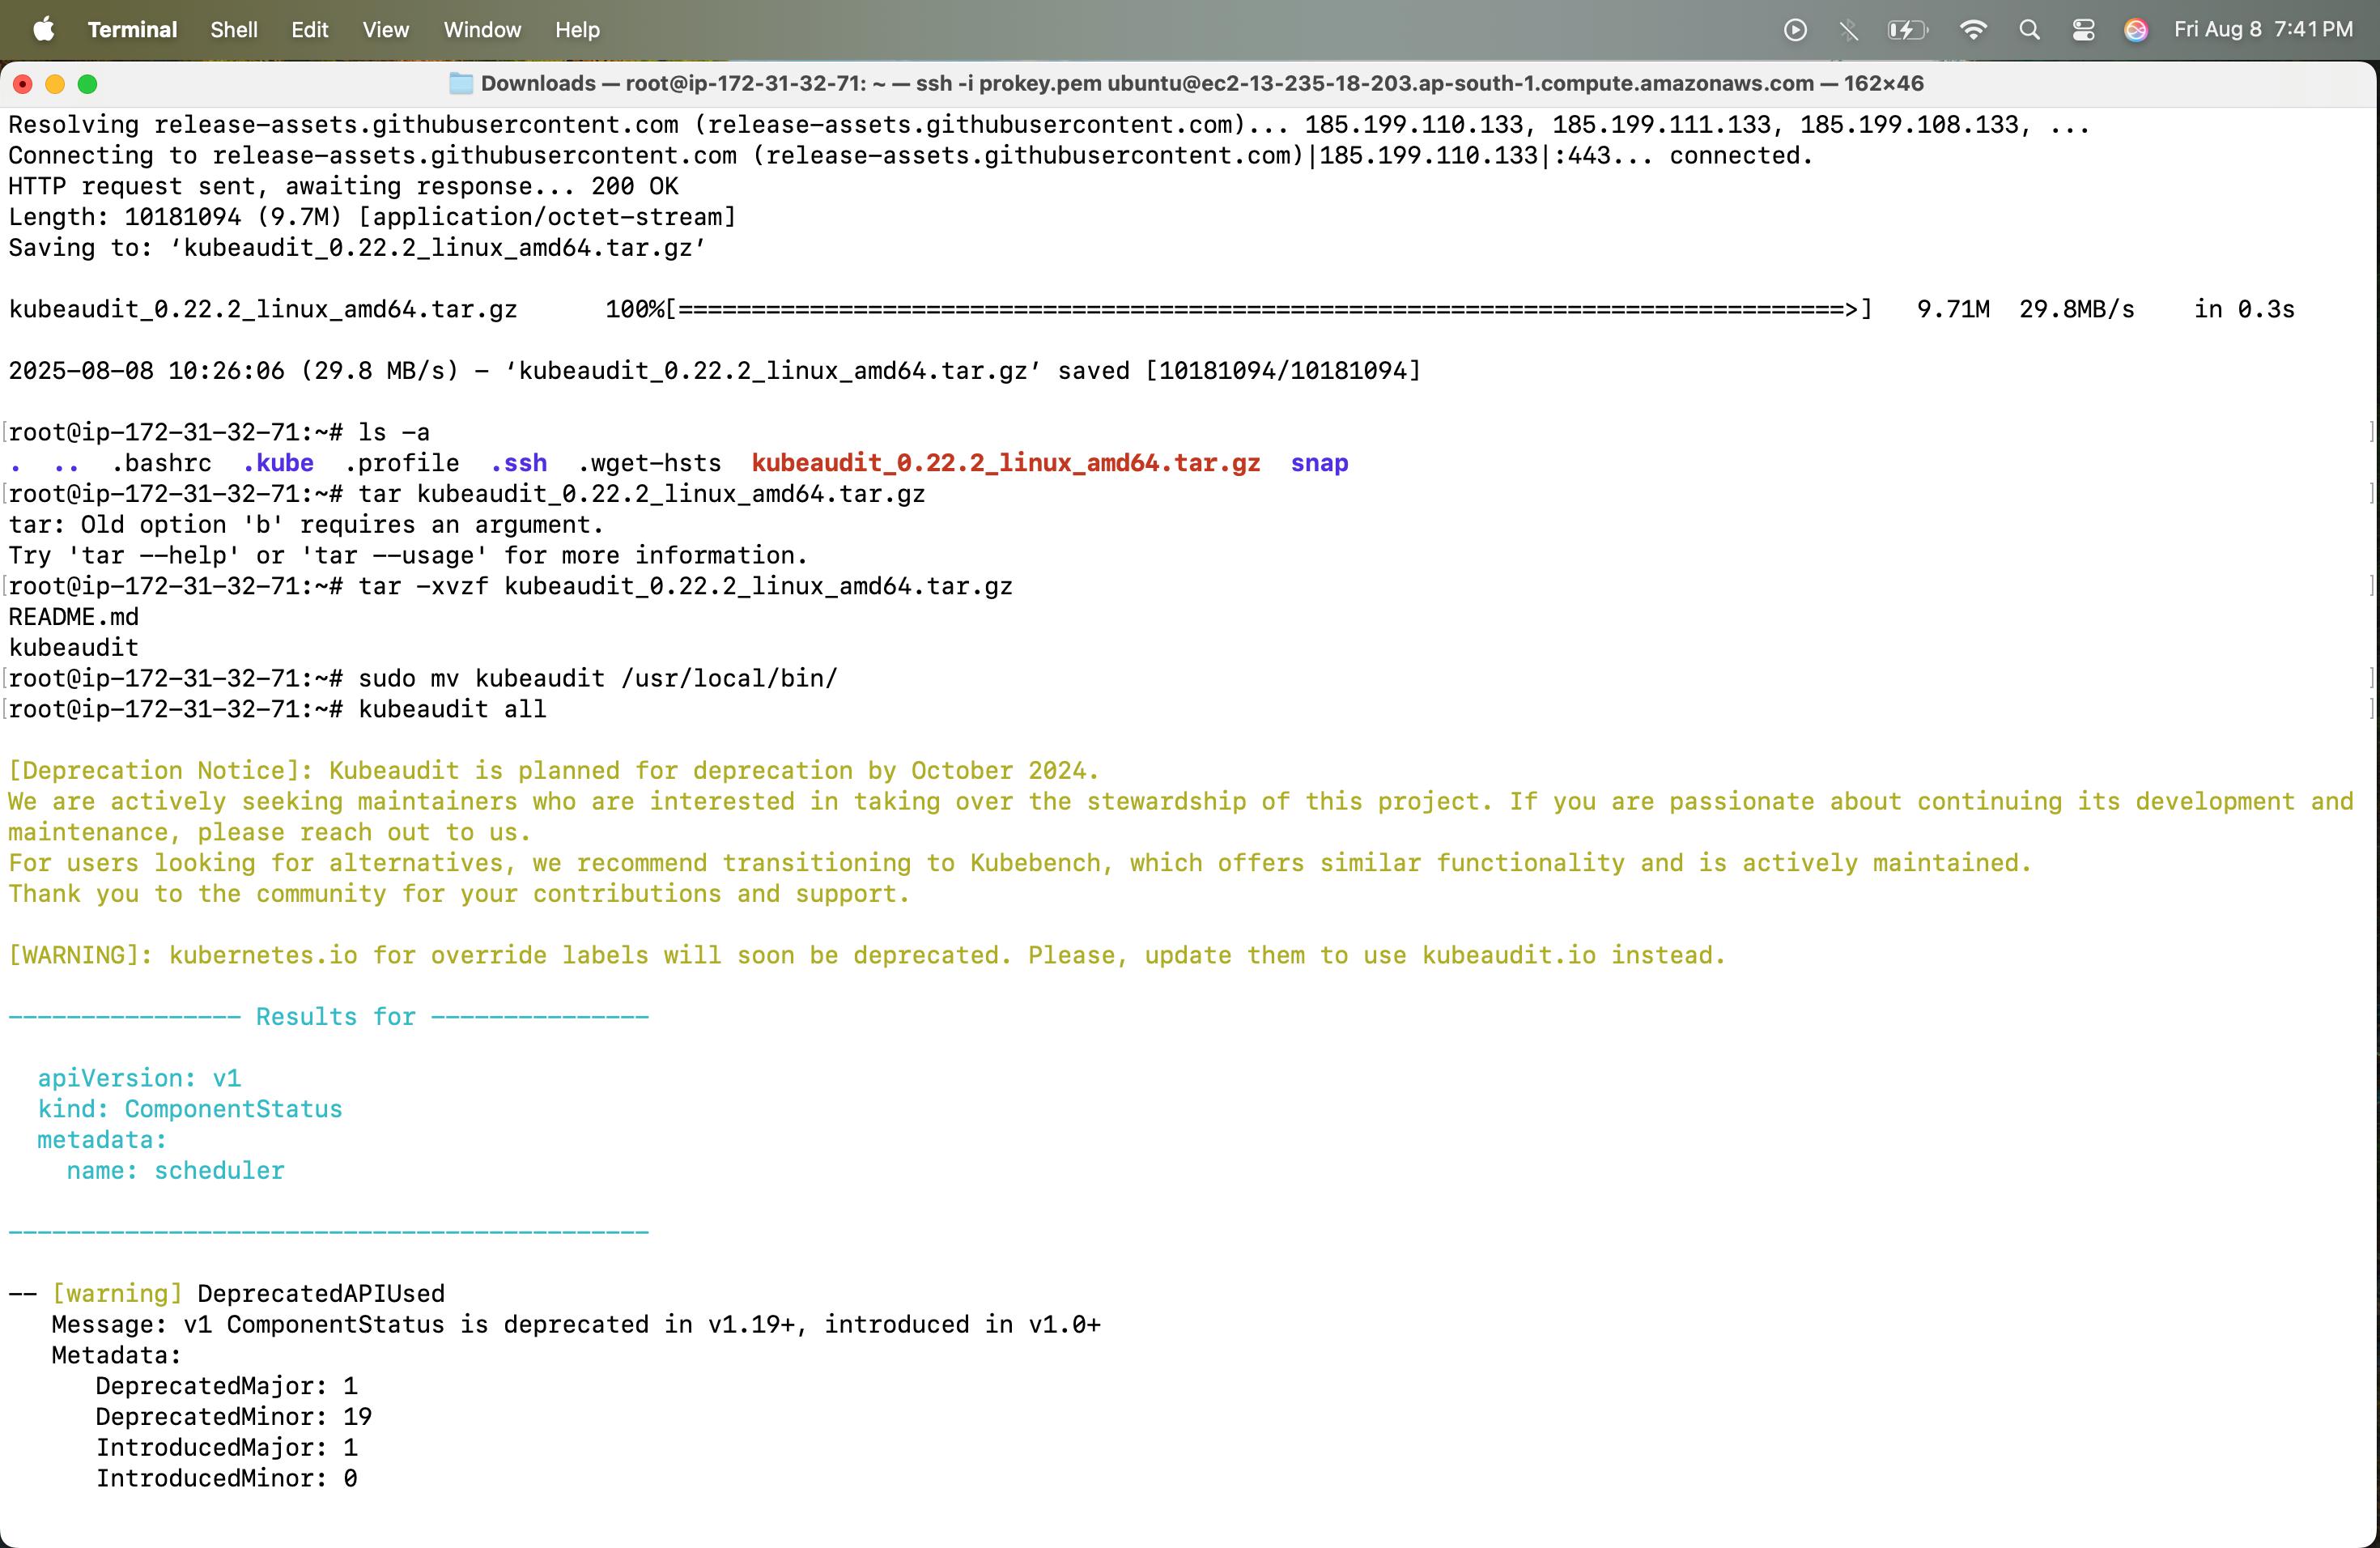 Terminal Shell Edit View Window Help Fri Aug 8 7:41 PM
Downloads — root@ip-172-31-32-71: ~ — ssh -i prokey.pem ubuntu@ec2-13-235-18-203.ap-south-1.compute.amazonaws.com — 162×46
Resolving release-assets.githubusercontent.com (release-assets.githubusercontent.com)... 185.199.110.133, 185.199.111.133, 185.199.108.133, ...
Connecting to release-assets.githubusercontent.com (release-assets.githubusercontent.com)|185.199.110.133|:443... connected.
HTTP request sent, awaiting response... 200 OK
Length: 10181094 (9.7M) [application/octet-stream]
Saving to: ‘kubeaudit_0.22.2_linux_amd64.tar.gz’
kubeaudit_0.22.2_linux_amd64.tar.gz      100%[================================================================================>]   9.71M  29.8MB/s    in 0.3s
2025-08-08 10:26:06 (29.8 MB/s) - ‘kubeaudit_0.22.2_linux_amd64.tar.gz’ saved [10181094/10181094]
[root@ip-172-31-32-71:~# ls -a ]
.  ..  .bashrc  .kube  .profile  .ssh  .wget-hsts  kubeaudit_0.22.2_linux_amd64.tar.gz  snap
[root@ip-172-31-32-71:~# tar kubeaudit_0.22.2_linux_amd64.tar.gz ]
tar: Old option 'b' requires an argument.
Try 'tar --help' or 'tar --usage' for more information.
[root@ip-172-31-32-71:~# tar -xvzf kubeaudit_0.22.2_linux_amd64.tar.gz ]
README.md
kubeaudit
[root@ip-172-31-32-71:~# sudo mv kubeaudit /usr/local/bin/ ]
[root@ip-172-31-32-71:~# kubeaudit all ]
[Deprecation Notice]: Kubeaudit is planned for deprecation by October 2024.
We are actively seeking maintainers who are interested in taking over the stewardship of this project. If you are passionate about continuing its development and
maintenance, please reach out to us.
For users looking for alternatives, we recommend transitioning to Kubebench, which offers similar functionality and is actively maintained.
Thank you to the community for your contributions and support.
[WARNING]: kubernetes.io for override labels will soon be deprecated. Please, update them to use kubeaudit.io instead.
---------------- Results for ---------------
apiVersion: v1
kind: ComponentStatus
metadata:
name: scheduler
--------------------------------------------
-- [warning] DeprecatedAPIUsed
Message: v1 ComponentStatus is deprecated in v1.19+, introduced in v1.0+
Metadata:
DeprecatedMajor: 1
DeprecatedMinor: 19
IntroducedMajor: 1
IntroducedMinor: 0